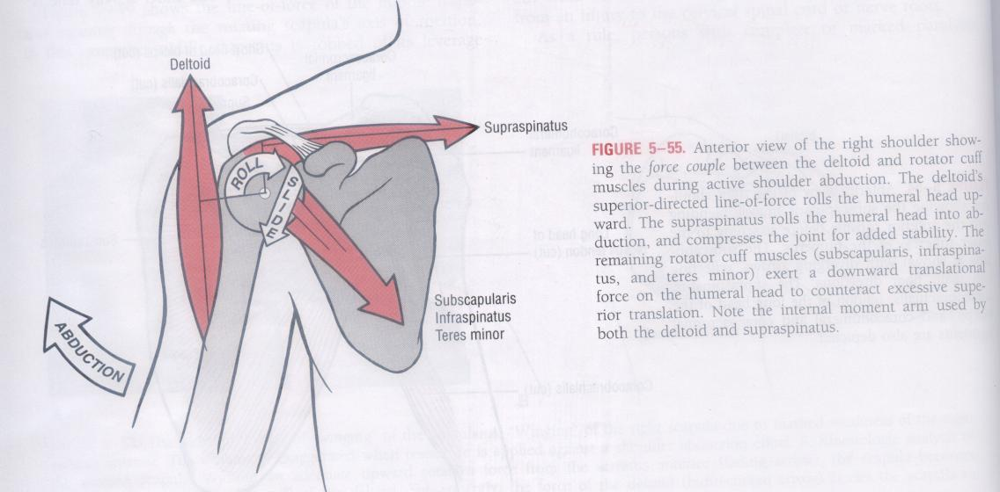 Deltoid
Supraspinatus
ROLL
SLIDE
Subscapularis
Infraspinatus
Teres minor
ABDUCTION
FIGURE 5–55. Anterior view of the right shoulder show-
ing the force couple between the deltoid and rotator cuff
muscles during active shoulder abduction. The deltoid's
superior-directed line-of-force rolls the humeral head up-
ward. The supraspinatus rolls the humeral head into ab-
duction, and compresses the joint for added stability. The
remaining rotator cuff muscles (subscapularis, infraspina-
tus, and teres minor) exert a downward translational
force on the humeral head to counteract excessive supe-
rior translation. Note the internal moment arm used by
both the deltoid and supraspinatus.